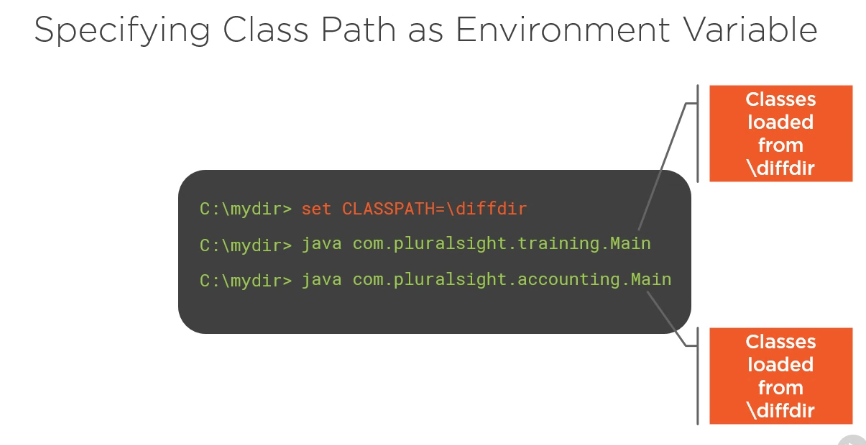 Specifying Class Path as Environment Variable
Classes
loaded
from
\diffdir
C:\mydir> set CLASSPATH=\diffdir
C:\mydir> java com.pluralsight.training.Main
C:\mydir> java com.pluralsight.accounting.Main
Classes
loaded
from
\diffdir